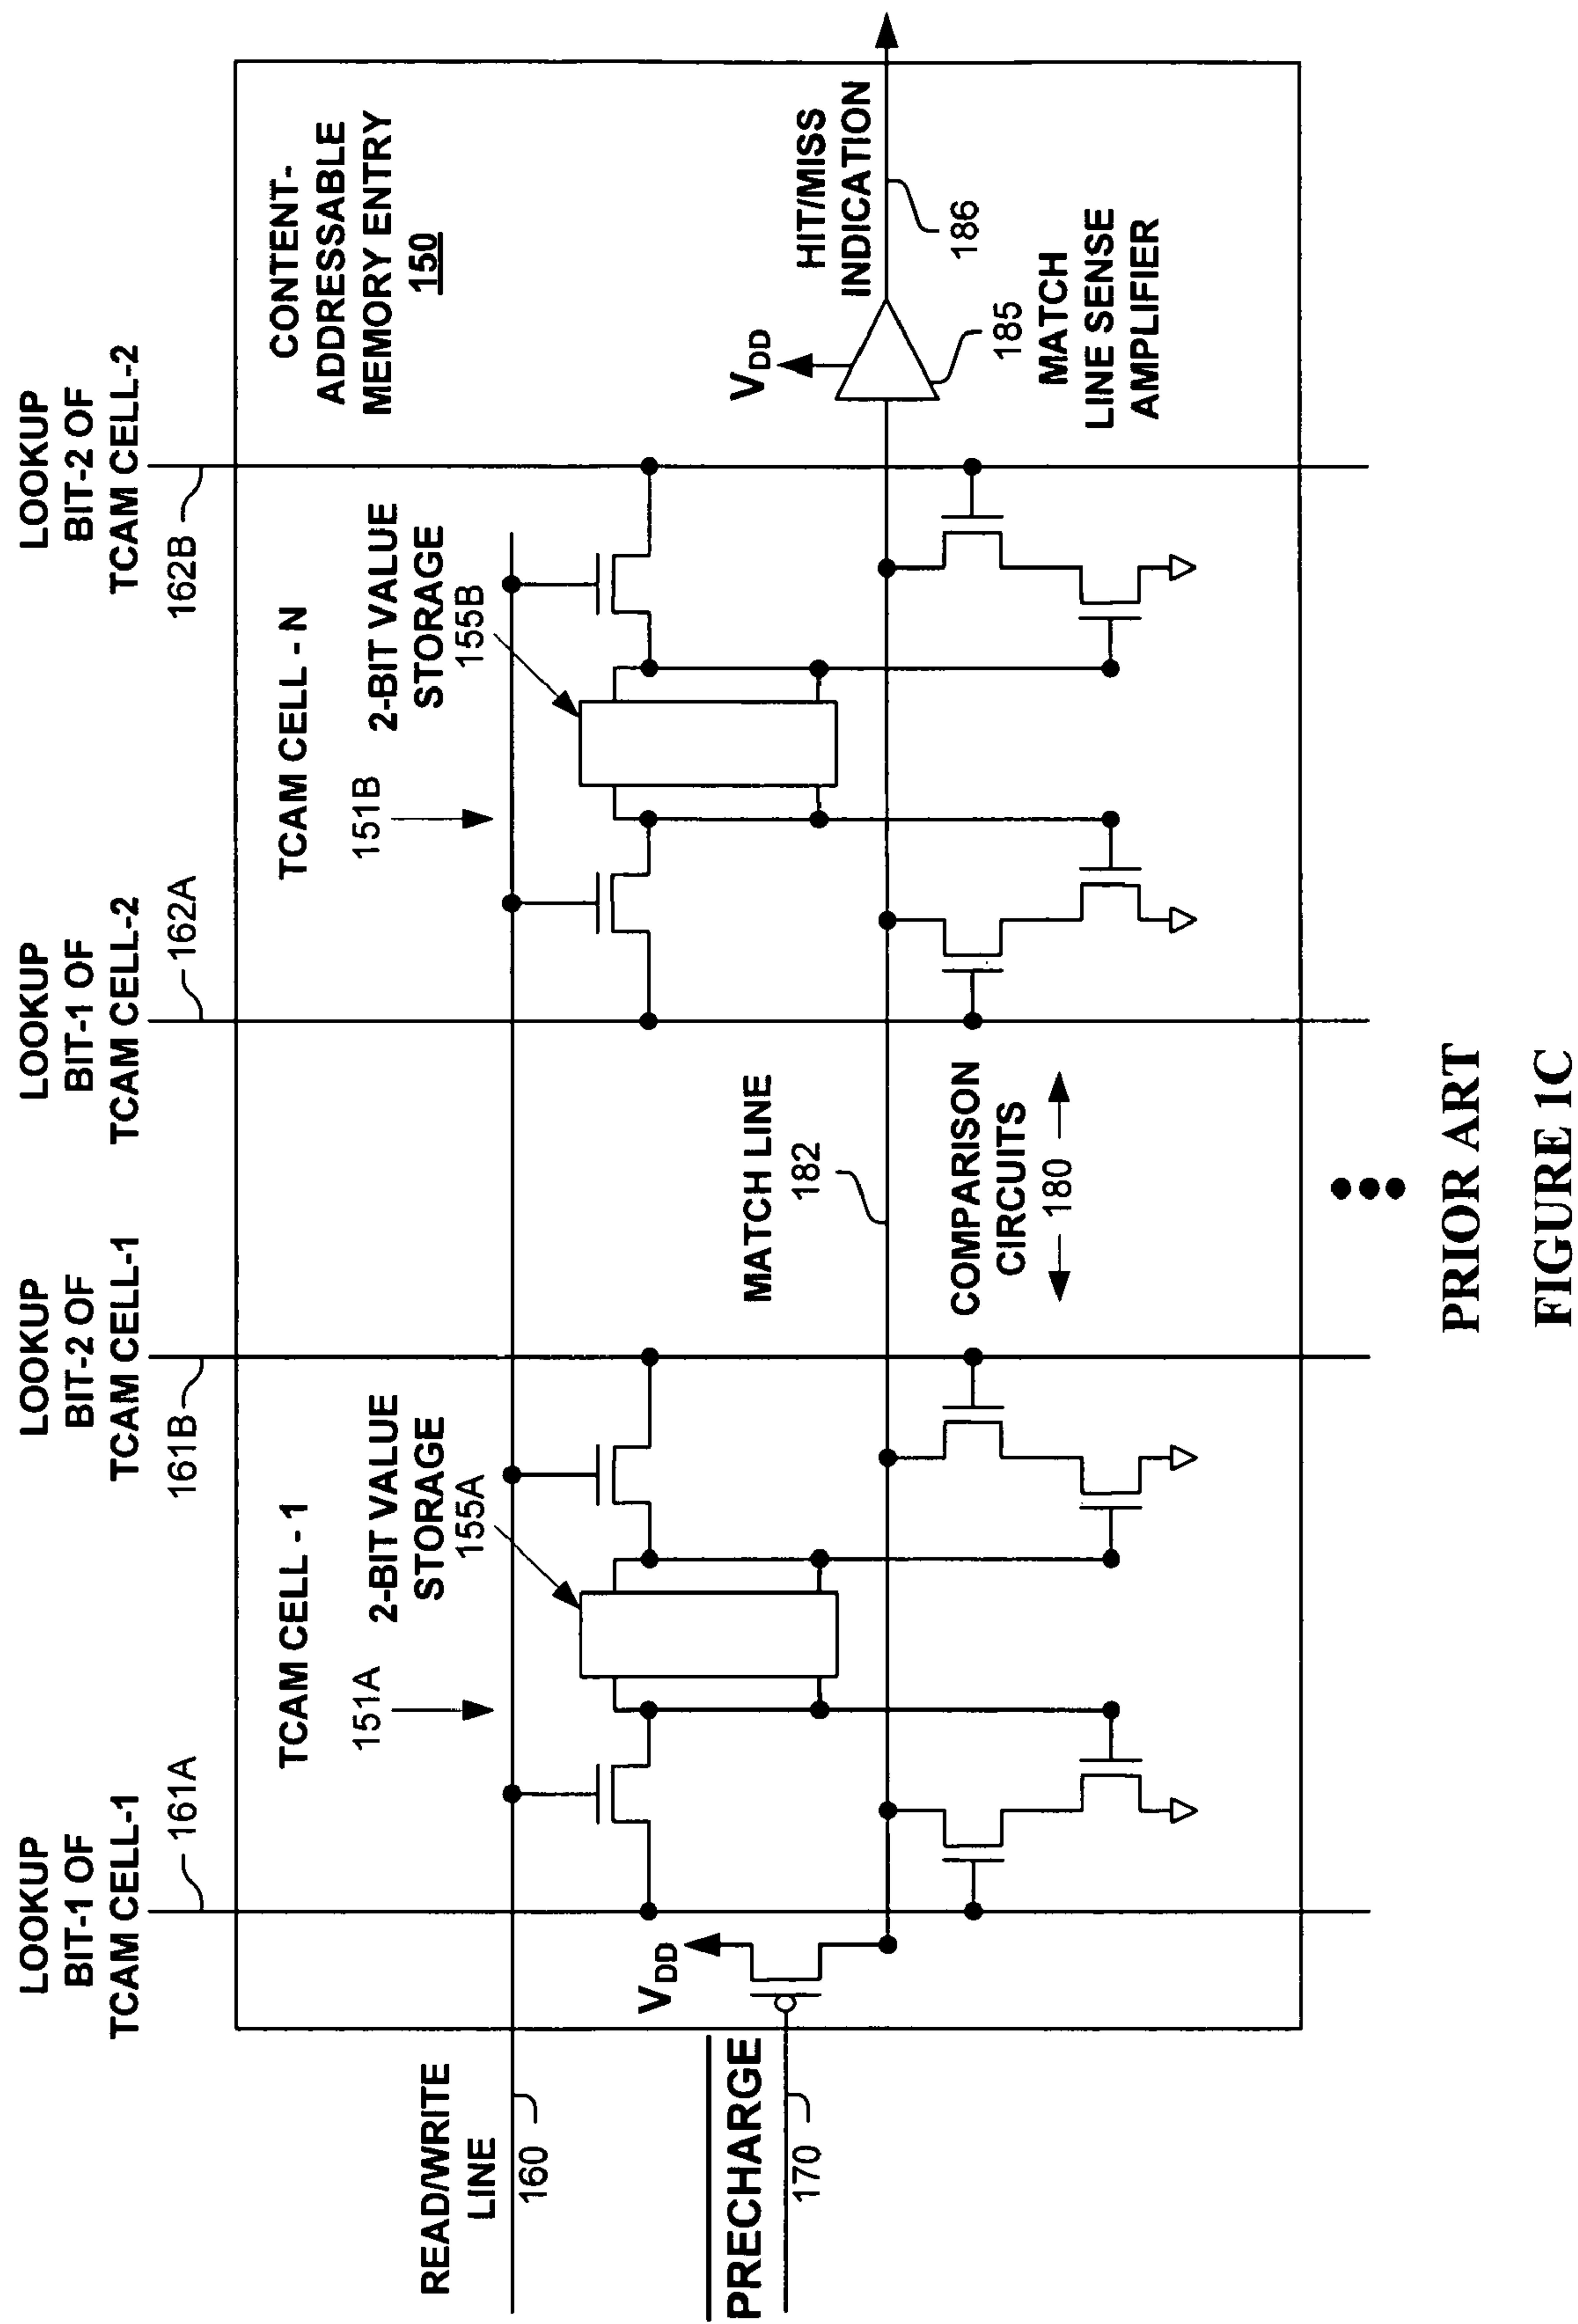 LOOKUP
BIT-1 OF
TCAM CELL-1
161A
LOOKUP
BIT-2 OF
TCAM CELL-1
161B
LOOKUP
BIT-1 OF
TCAM CELL-2
162A
LOOKUP
BIT-2 OF
TCAM CELL-2
162B
TCAM CELL - 1
151A
2-BIT VALUE
STORAGE
155A
TCAM CELL - N
151B
2-BIT VALUE
STORAGE
155B
CONTENT-
ADDRESSABLE
MEMORY ENTRY
150
READ/WRITE
LINE
160
PRECHARGE
170
VDD
MATCH LINE
182
COMPARISON
CIRCUITS
180
VDD
HIT/MISS
INDICATION
186
185
MATCH
LINE SENSE
AMPLIFIER
PRIOR ART
FIGURE 1C